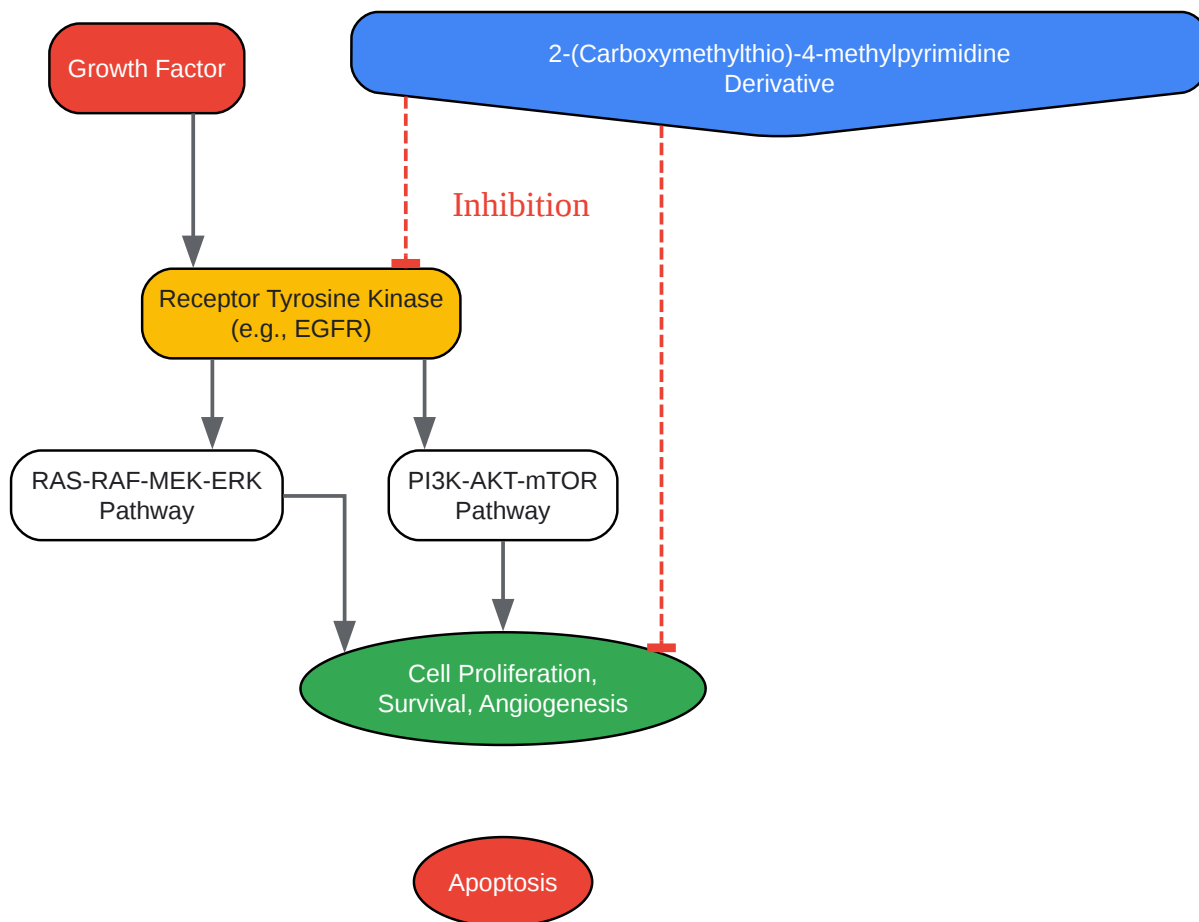 Growth Factor
2-(Carboxymethylthio)-4-methylpyrimidine
Derivative
Inhibition
Receptor Tyrosine Kinase
(e.g., EGFR)
RAS-RAF-MEK-ERK
Pathway
PI3K-AKT-mTOR
Pathway
Cell Proliferation,
Survival, Angiogenesis
Apoptosis